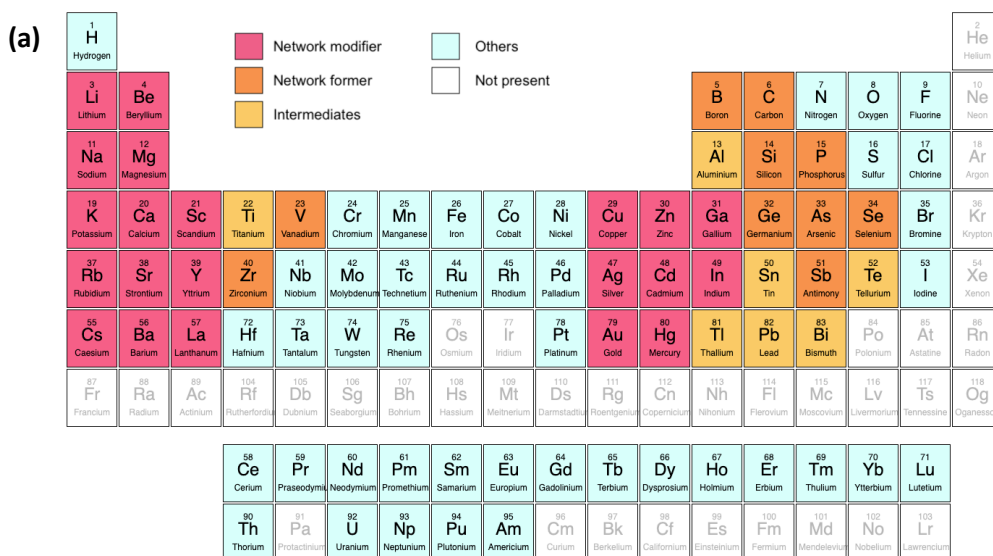 (a)
1 2
H He
Hydrogen Helium
Network modifier Others
Network former Not present
Intermediates
3 4 5 6 7 8 9 10
Li Be B C N O F Ne
Lithium Beryllium Boron Carbon Nitrogen Oxygen Fluorine Neon
11 12 13 14 15 16 17 18
Na Mg Al Si P S Cl Ar
Sodium Magnesium Aluminium Silicon Phosphorus Sulfur Chlorine Argon
19 20 21 22 23 24 25 26 27 28 29 30 31 32 33 34 35 36
K Ca Sc Ti V Cr Mn Fe Co Ni Cu Zn Ga Ge As Se Br Kr
Potassium Calcium Scandium Titanium Vanadium Chromium Manganese Iron Cobalt Nickel Copper Zinc Gallium Germanium Arsenic Selenium Bromine Krypton
37 38 39 40 41 42 43 44 45 46 47 48 49 50 51 52 53 54
Rb Sr Y Zr Nb Mo Tc Ru Rh Pd Ag Cd In Sn Sb Te I Xe
Rubidium Strontium Yttrium Zirconium Niobium Molybdenum Technetium Ruthenium Rhodium Palladium Silver Cadmium Indium Tin Antimony Tellurium Iodine Xenon
55 56 57 72 73 74 75 76 77 78 79 80 81 82 83 84 85 86
Cs Ba La Hf Ta W Re Os Ir Pt Au Hg Tl Pb Bi Po At Rn
Caesium Barium Lanthanum Hafnium Tantalum Tungsten Rhenium Osmium Iridium Platinum Gold Mercury Thallium Lead Bismuth Polonium Astatine Radon
87 88 89 104 105 106 107 108 109 110 111 112 113 114 115 116 117 118
Fr Ra Ac Rf Db Sg Bh Hs Mt Ds Rg Cn Nh Fl Mc Lv Ts Og
Francium Radium Actinium Rutherfordiu Dubnium Seaborgium Bohrium Hassium Meitnerium Darmstadtiu Roentgenium Copernicium Nihonium Flerovium Moscovium Livermorium Tennessine Oganesso
58 59 60 61 62 63 64 65 66 67 68 69 70 71
Ce Pr Nd Pm Sm Eu Gd Tb Dy Ho Er Tm Yb Lu
Cerium Praseodymiu Neodymium Promethium Samarium Europium Gadolinium Terbium Dysprosium Holmium Erbium Thulium Ytterbium Lutetium
90 91 92 93 94 95 96 97 98 99 100 101 102 103
Th Pa U Np Pu Am Cm Bk Cf Es Fm Md No Lr
Thorium Protactinium Uranium Neptunium Plutonium Americium Curium Berkelium Californium Einsteinium Fermium Mendelevium Nobelium Lawrencium